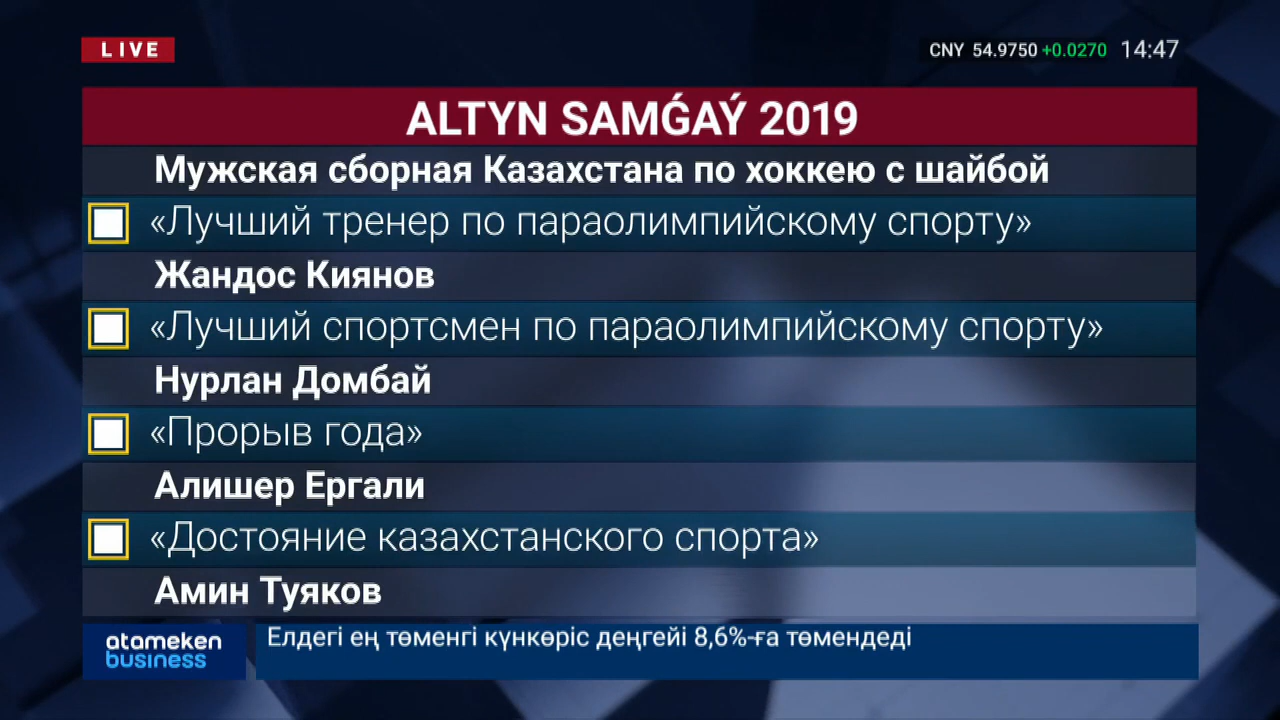 LIVE
CNY 54.9750 +0.0270 14:47
ALTYN SAMǴAÝ 2019
Мужская сборная Казахстана по хоккею с шайбой
«Лучший тренер по параолимпийскому спорту»
Жандос Киянов
«Лучший спортсмен по параолимпийскому спорту»
Нурлан Домбай
«Прорыв года»
Алишер Ергали
«Достояние казахстанского спорта»
Амин Туяков
atameken
business
Елдегі ең төменгі күнкөріс деңгейі 8,6%-ға төмендеді